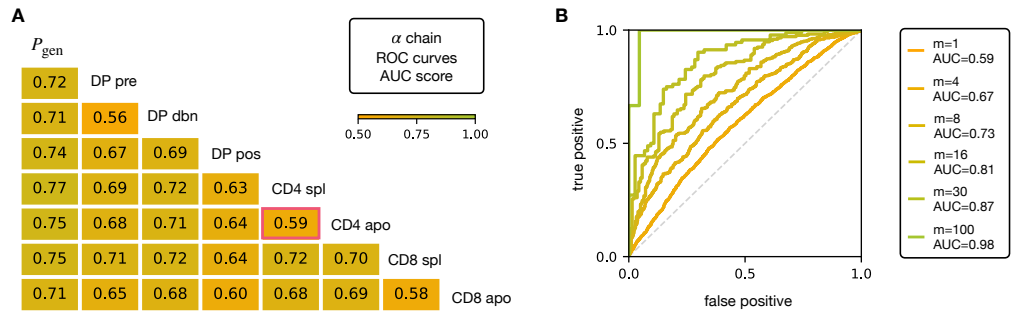 A
P_gen
α chain
ROC curves
AUC score
0.50 0.75 1.00
0.72 DP pre
0.71 0.56 DP dbn
0.74 0.67 0.69 DP pos
0.77 0.69 0.72 0.63 CD4 spl
0.75 0.68 0.71 0.64 0.59 CD4 apo
0.75 0.71 0.72 0.64 0.72 0.70 CD8 spl
0.71 0.65 0.68 0.60 0.68 0.69 0.58 CD8 apo
B
1.0
0.5
0.0
true positive
0.0 0.5 1.0
false positive
m=1
AUC=0.59
m=4
AUC=0.67
m=8
AUC=0.73
m=16
AUC=0.81
m=30
AUC=0.87
m=100
AUC=0.98